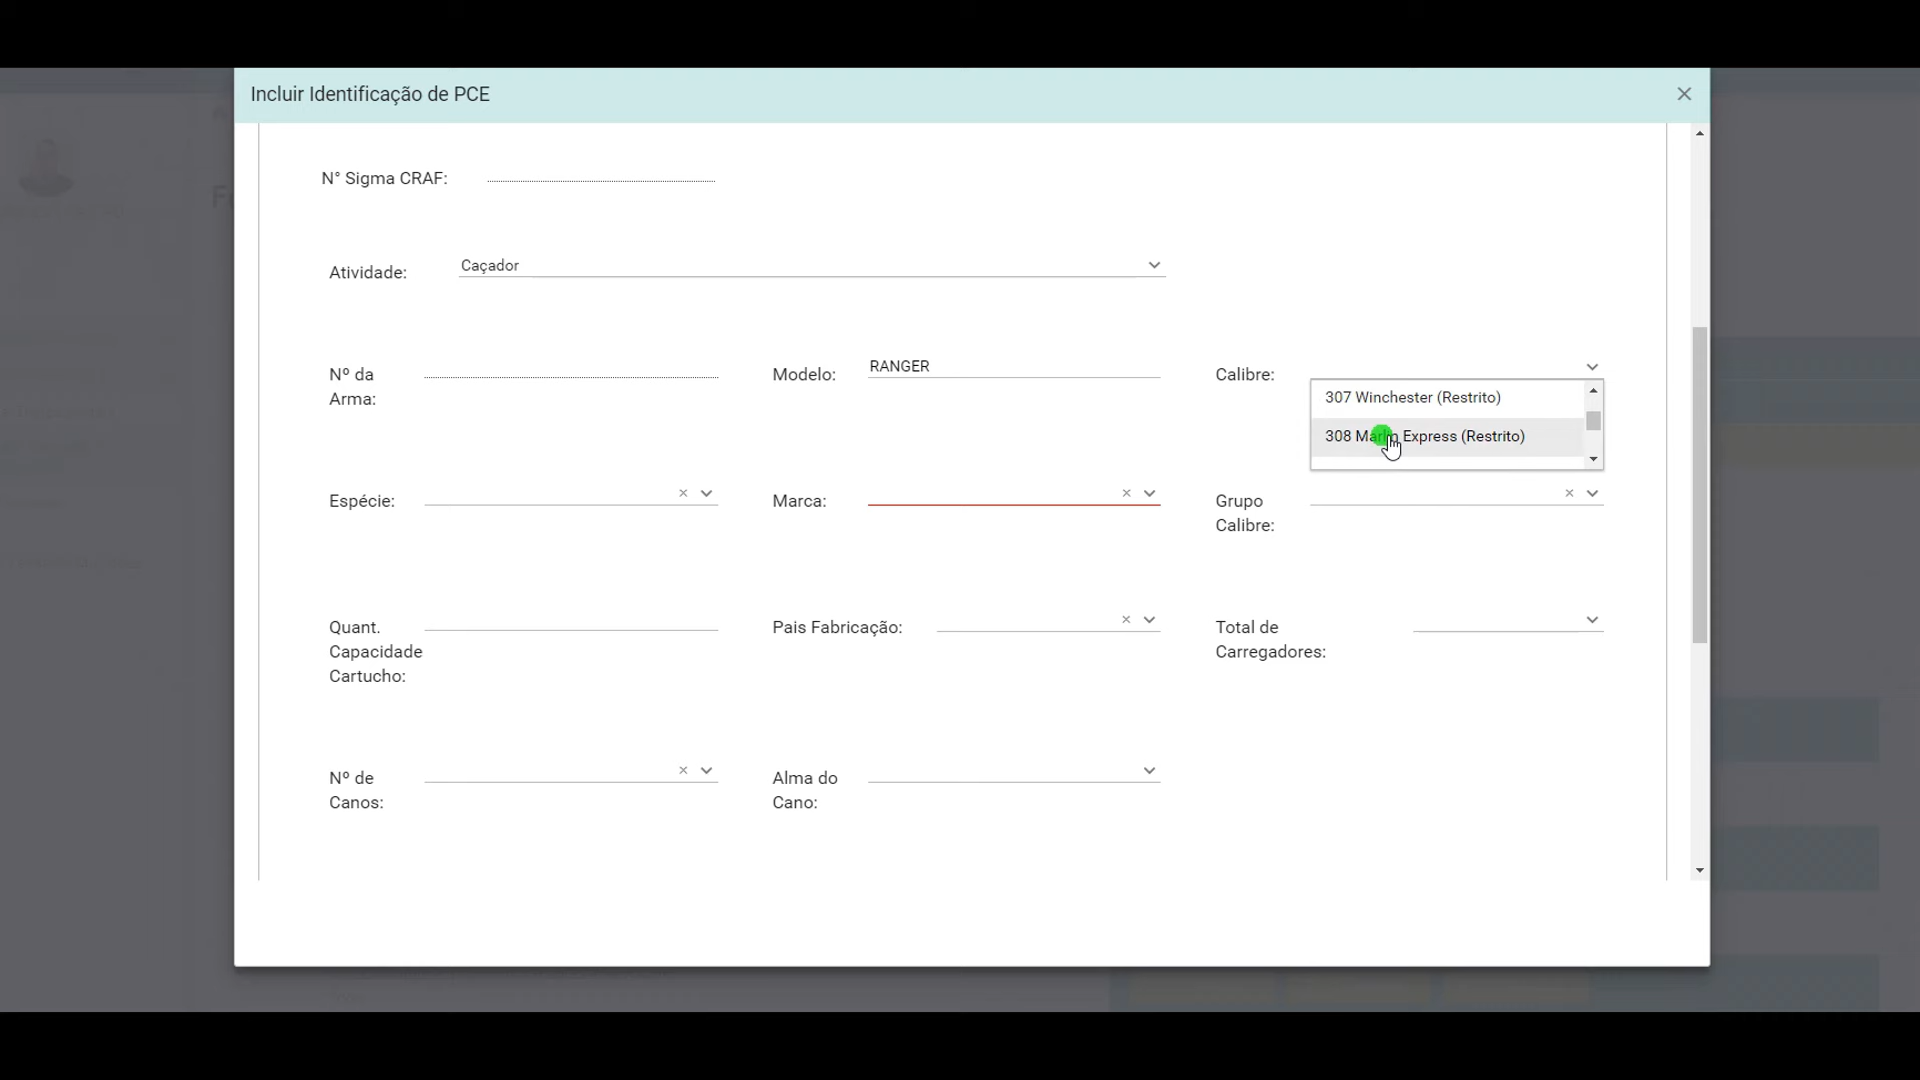 Incluir Identificação de PCE
N° Sigma CRAF:
Atividade:
Caçador
Nº da
Arma:
Modelo:
RANGER
Calibre:
307 Winchester (Restrito)
308 Marlin Express (Restrito)
Espécie:
Marca:
Grupo
Calibre:
Quant.
Capacidade
Cartucho:
Pais Fabricação:
Total de
Carregadores:
Nº de
Canos:
Alma do
Cano: